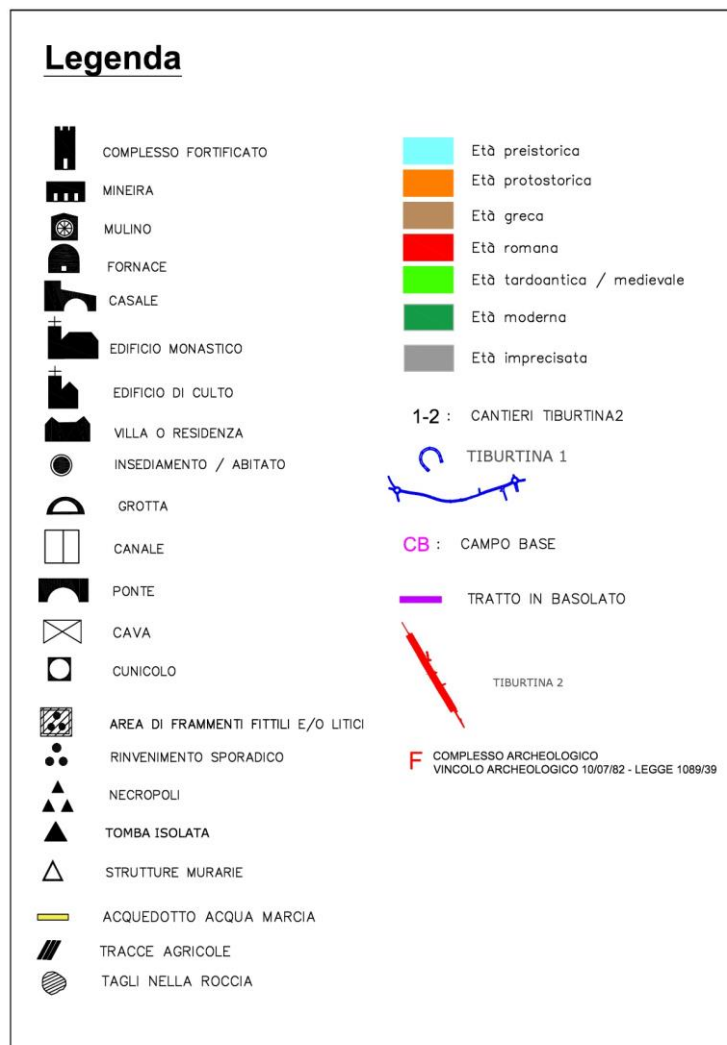 Legenda
COMPLESSO FORTIFICATO
MINEIRA
MULINO
FORNACE
CASALE
EDIFICIO MONASTICO
EDIFICIO DI CULTO
VILLA O RESIDENZA
INSEDIAMENTO / ABITATO
GROTTA
CANALE
PONTE
CAVA
CUNICOLO
AREA DI FRAMMENTI FITTILI E/O LITICI
RINVENIMENTO SPORADICO
NECROPOLI
TOMBA ISOLATA
STRUTTURE MURARIE
ACQUEDOTTO ACQUA MARCIA
TRACCE AGRICOLE
TAGLI NELLA ROCCIA
Età preistorica
Età protostorica
Età greca
Età romana
Età tardoantica / medievale
Età moderna
Età imprecisata
1-2 : CANTIERI TIBURTINA2
TIBURTINA 1
CB : CAMPO BASE
TRATTO IN BASOLATO
TIBURTINA 2
F COMPLESSO ARCHEOLOGICO
VINCOLO ARCHEOLOGICO 10/07/82 - LEGGE 1089/39